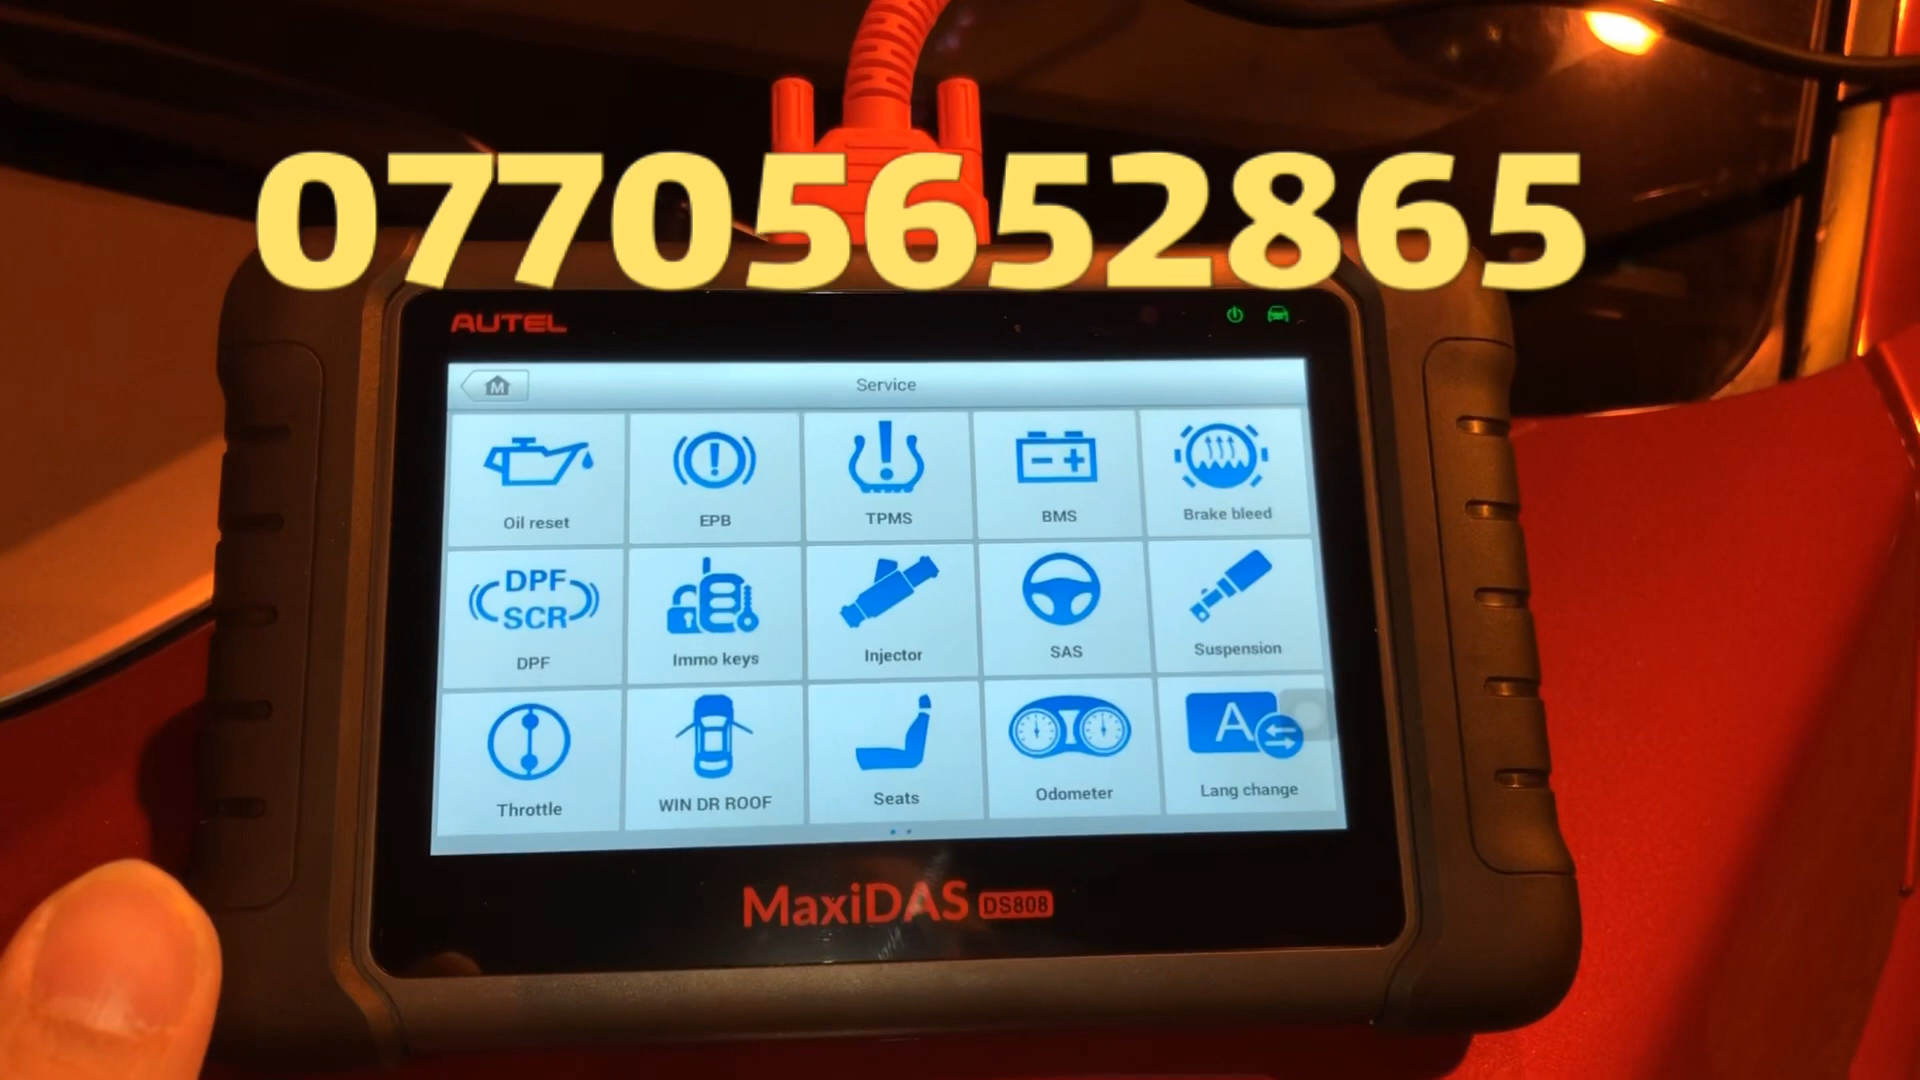 07705652865
AUTEL
M
Service
Oil reset
EPB
TPMS
BMS
Brake bleed
DPF
SCR
DPF
Immo keys
Injector
SAS
Suspension
A
Throttle
WIN DR ROOF
Seats
Odometer
Lang change
MaxiDAS DS808